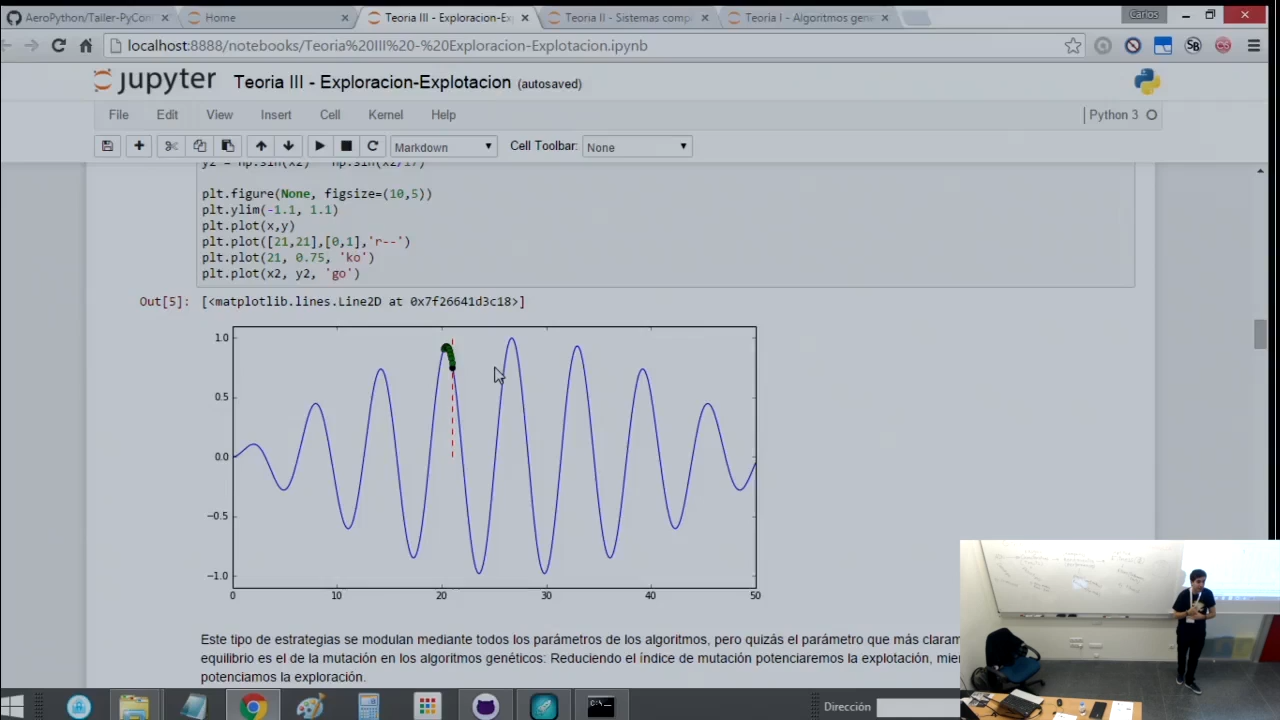 AeroPython/Taller-PyCon
Home
Teoria III - Exploracion-Ex
Teoria II - Sistemas comp
Teoria I - Algoritmos gen
Carlos
localhost:8888/notebooks/Teoria%20III%20-%20Exploracion-Explotacion.ipynb
jupyter Teoria III - Exploracion-Explotacion (autosaved)
File Edit View Insert Cell Kernel Help Python 3
Markdown Cell Toolbar: None
plt.figure(None, figsize=(10,5))
plt.ylim(-1.1, 1.1)
plt.plot(x,y)
plt.plot([21,21],[0,1],'r--')
plt.plot(21, 0.75, 'ko')
plt.plot(x2, y2, 'go')
Out[5]: [<matplotlib.lines.Line2D at 0x7f26641d3c18>]
1.0
0.5
0.0
−0.5
−1.0
0 10 20 30 40 50
Este tipo de estrategias se modulan mediante todos los parámetros de los algoritmos, pero quizás el parámetro que más claram
equilibrio es el de la mutación en los algoritmos genéticos: Reduciendo el índice de mutación potenciaremos la explotación, mien
potenciamos la exploración.
Dirección